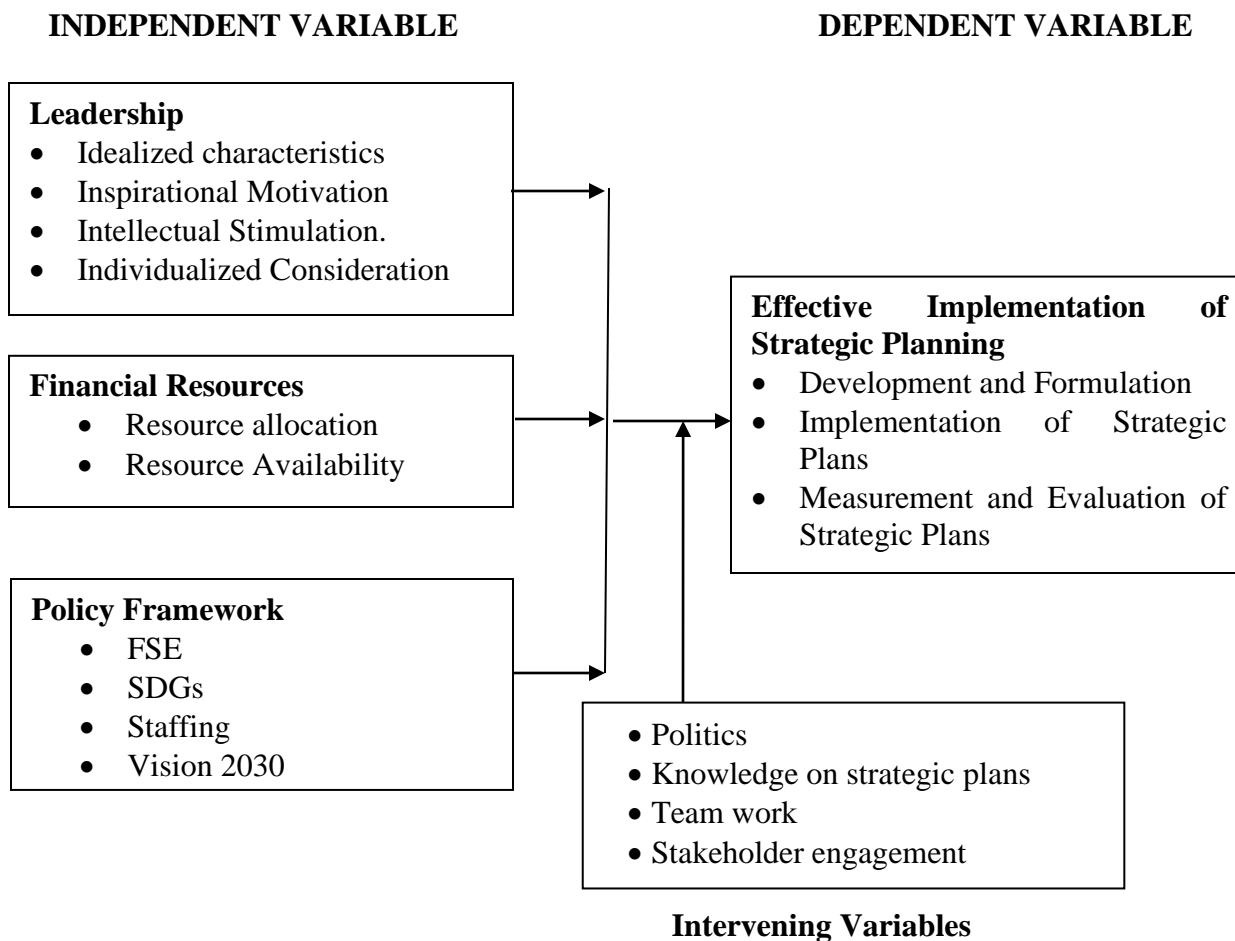 INDEPENDENT VARIABLE
DEPENDENT VARIABLE
Leadership
• Idealized characteristics
• Inspirational Motivation
• Intellectual Stimulation.
• Individualized Consideration
Financial Resources
• Resource allocation
• Resource Availability
Policy Framework
• FSE
• SDGs
• Staffing
• Vision 2030
Effective Implementation of
Strategic Planning
• Development and Formulation
• Implementation of Strategic
Plans
• Measurement and Evaluation of
Strategic Plans
• Politics
• Knowledge on strategic plans
• Team work
• Stakeholder engagement
Intervening Variables